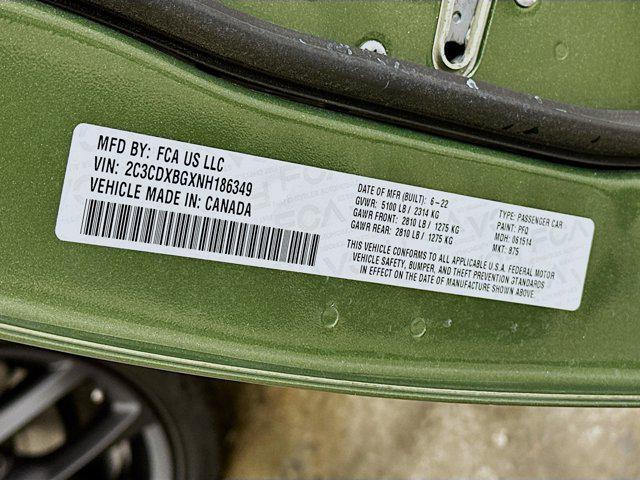 MFD BY: FCA US LLC
VIN: 2C3CDXBGXNH186349
VEHICLE MADE IN: CANADA
DATE OF MFR (BUILT): 6-22
GVWR: 5100 LB / 2314 KG
GAWR FRONT: 2810 LB / 1275 KG
GAWR REAR: 2810 LB / 1275 KG
TYPE: PASSENGER CAR
PAINT: PFQ
MDH: 061514
MKT: 875
THIS VEHICLE CONFORMS TO ALL APPLICABLE U.S.A. FEDERAL MOTOR
VEHICLE SAFETY, BUMPER, AND THEFT PREVENTION STANDARDS
IN EFFECT ON THE DATE OF MANUFACTURE SHOWN ABOVE.